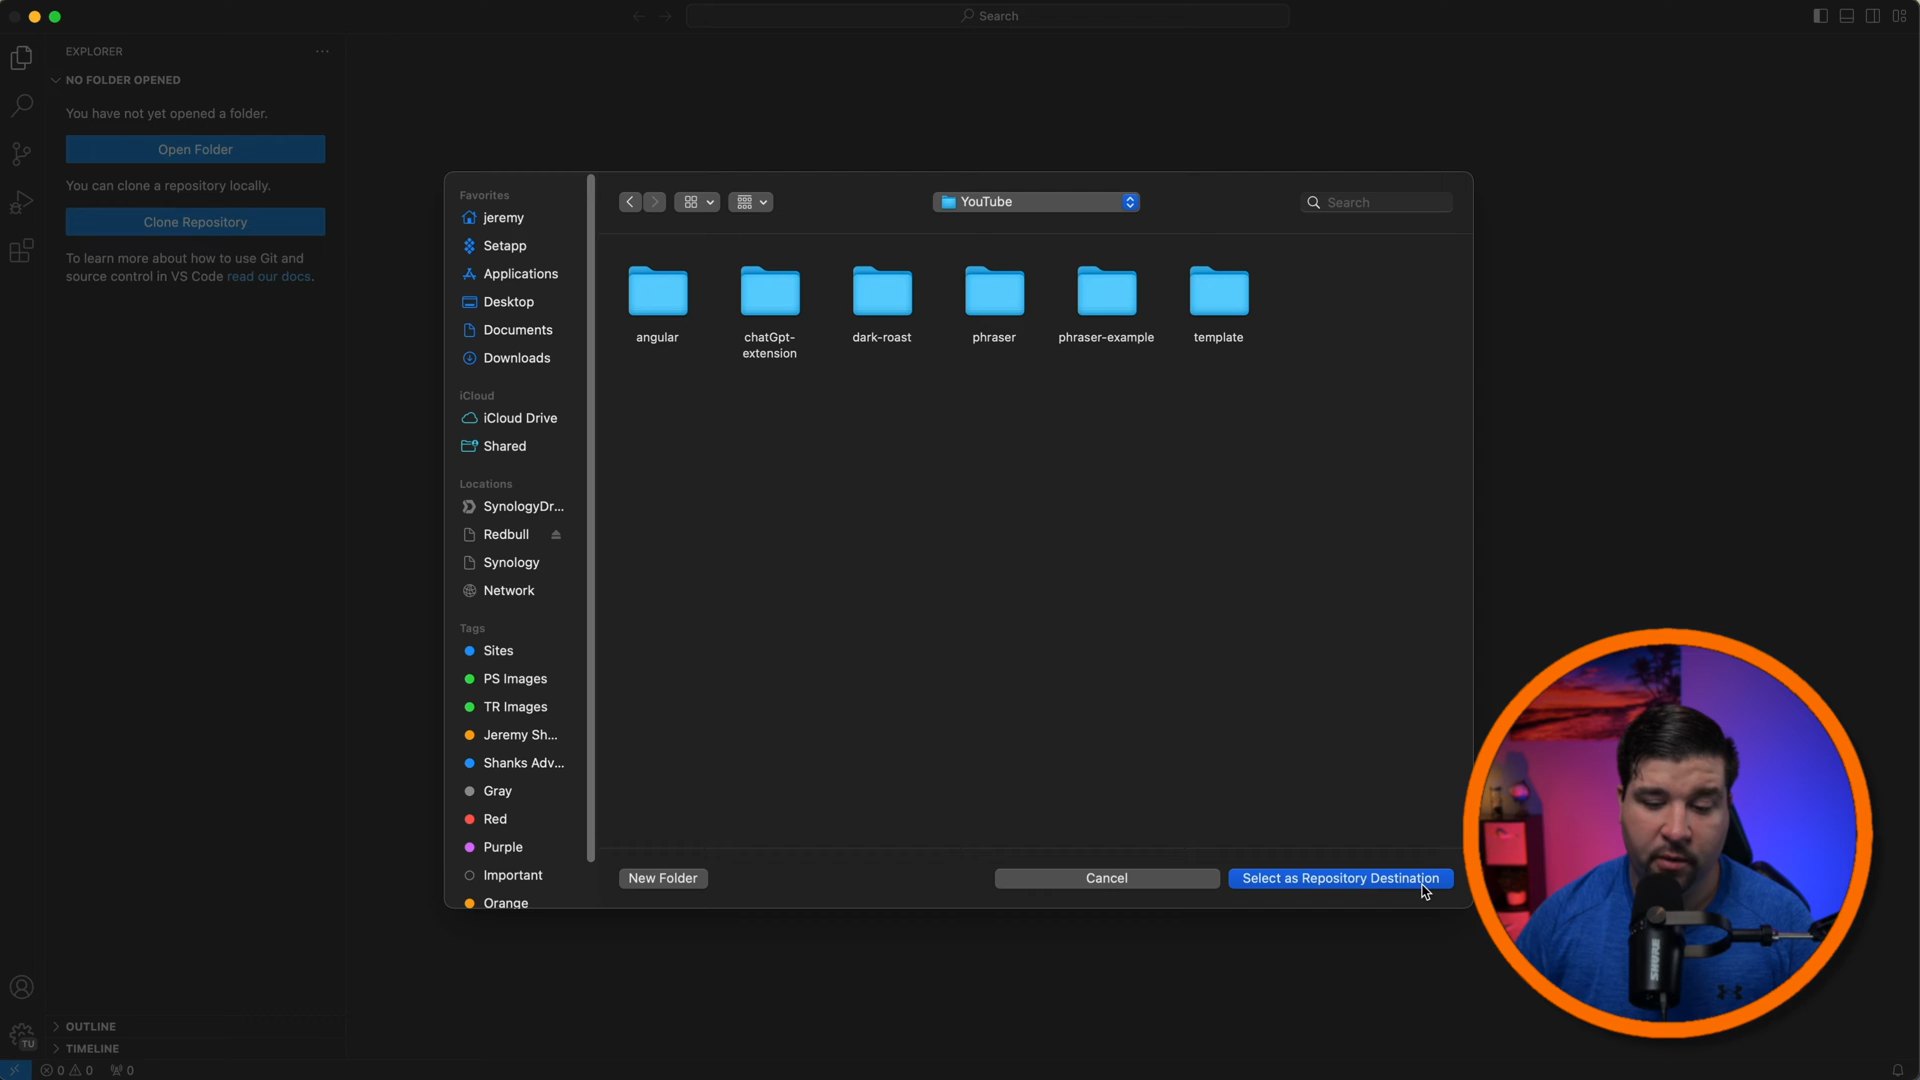 Search
EXPLORER
NO FOLDER OPENED
You have not yet opened a folder.
Open Folder
You can clone a repository locally.
Clone Repository
To learn more about how to use Git and
source control in VS Code read our docs.
OUTLINE
TIMELINE
TU
0 0 0
Favorites
jeremy
Setapp
Applications
Desktop
Documents
Downloads
iCloud
iCloud Drive
Shared
Locations
SynologyDr...
Redbull
Synology
Network
Tags
Sites
PS Images
TR Images
Jeremy Sh...
Shanks Adv...
Gray
Red
Purple
Important
Orange
YouTube
Search
angular
chatGpt-
extension
dark-roast
phraser
phraser-example
template
New Folder
Cancel
Select as Repository Destination
SHURE